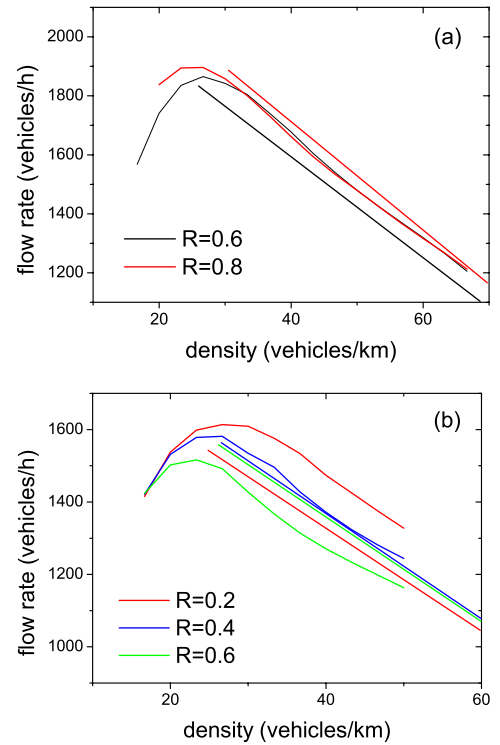 (a)
2000
1800
1600
1400
1200
flow rate (vehicles/h)
R=0.6
R=0.8
20 40 60
density (vehicles/km)
(b)
1600
1400
1200
1000
flow rate (vehicles/h)
R=0.2
R=0.4
R=0.6
20 40 60
density (vehicles/km)